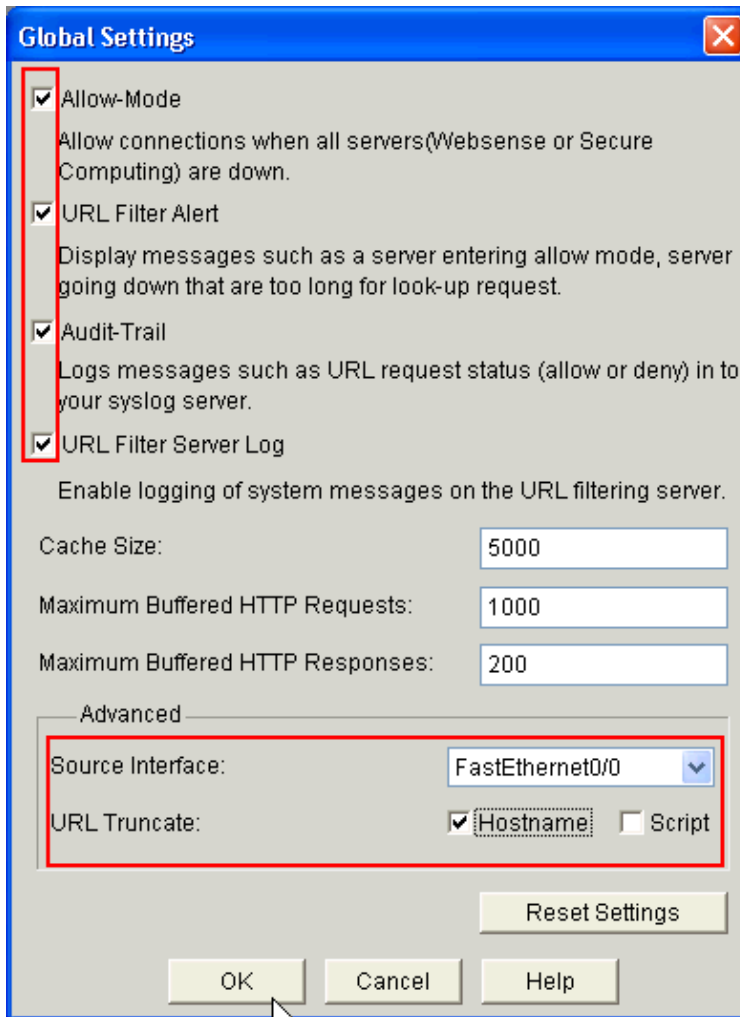 Global Settings
Allow-Mode
Allow connections when all servers(Websense or Secure
Computing) are down.
URL Filter Alert
Display messages such as a server entering allow mode, server
going down that are too long for look-up request.
Audit-Trail
Logs messages such as URL request status (allow or deny) in to
your syslog server.
URL Filter Server Log
Enable logging of system messages on the URL filtering server.
Cache Size: 5000
Maximum Buffered HTTP Requests: 1000
Maximum Buffered HTTP Responses: 200
Advanced
Source Interface: FastEthernet0/0
URL Truncate: Hostname Script
Reset Settings
OK Cancel Help